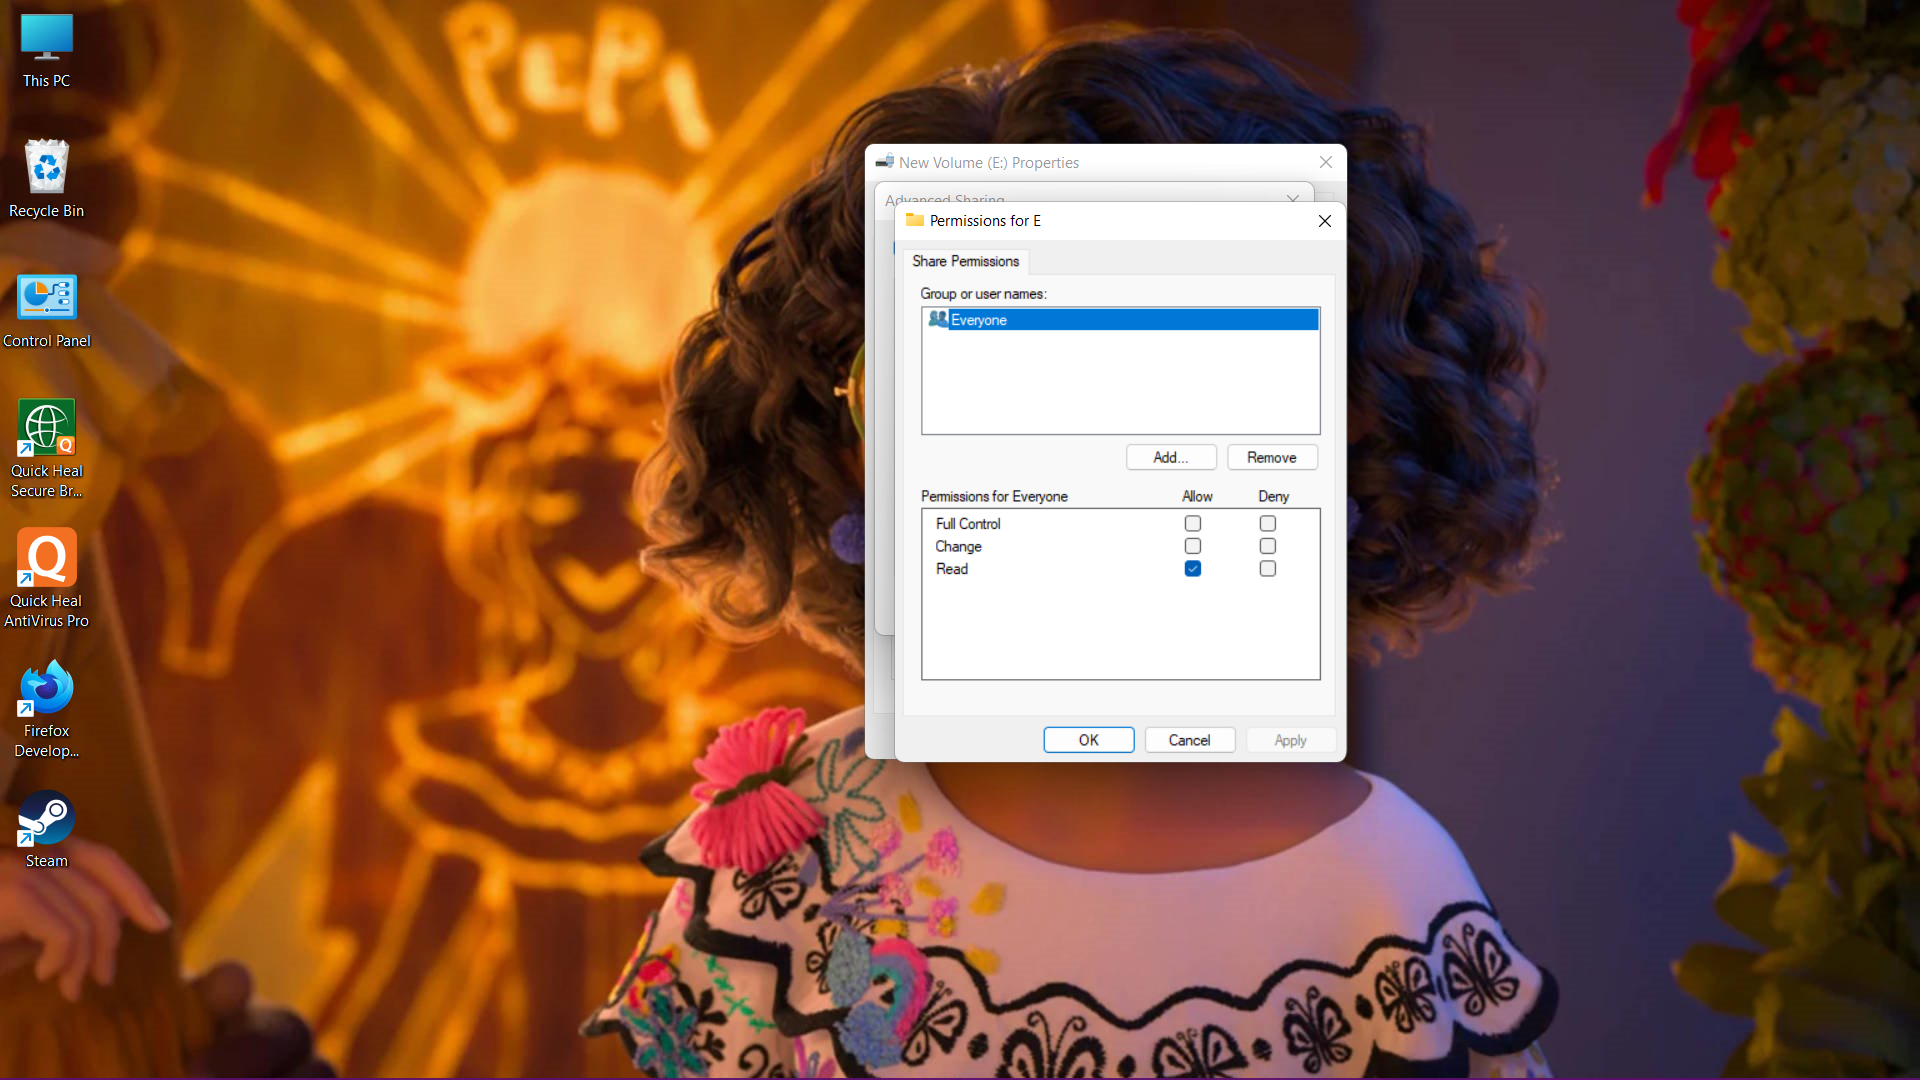 This PC
Recycle Bin
Control Panel
Quick Heal
Secure Br...
Quick Heal
AntiVirus Pro
Firefox
Develop...
Steam
PEPI
New Volume (E:) Properties
Advanced Sharing
Permissions for E
Share Permissions
Group or user names:
Everyone
Add...
Remove
Permissions for Everyone Allow Deny
Full Control
Change
Read
OK
Cancel
Apply